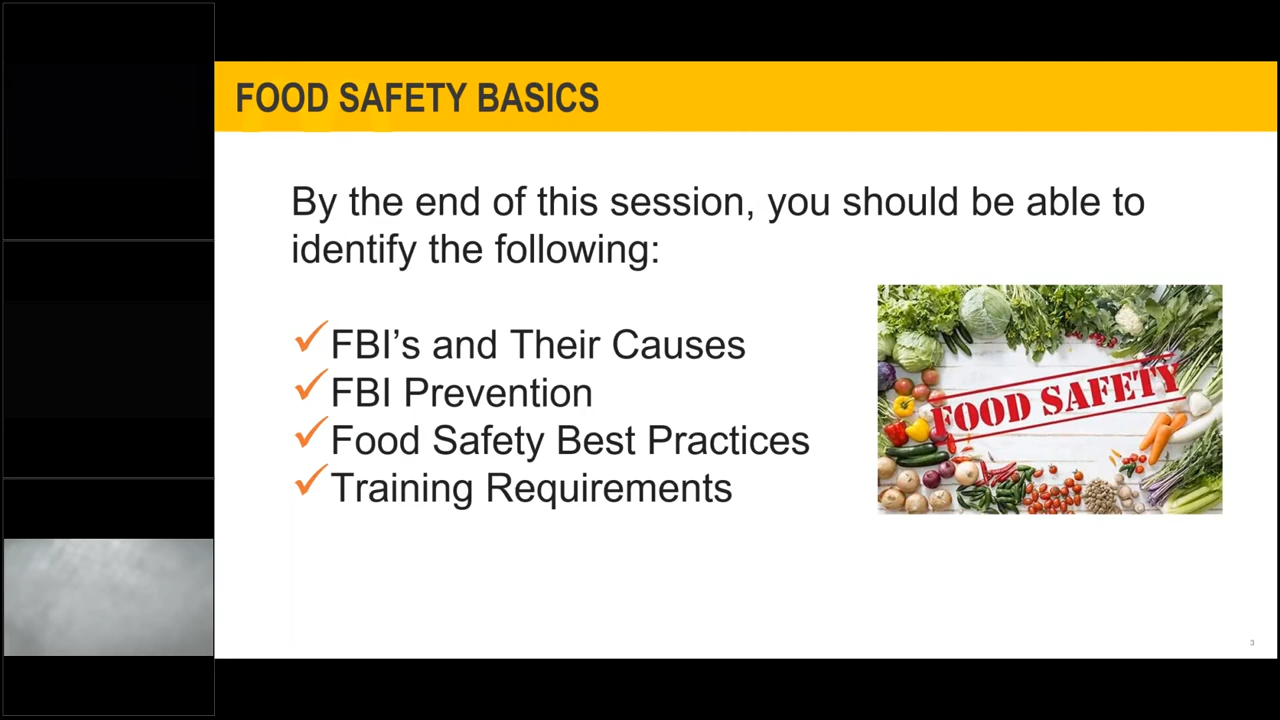 FOOD SAFETY BASICS
By the end of this session, you should be able to
identify the following:
✓FBI’s and Their Causes
✓FBI Prevention
✓Food Safety Best Practices
✓Training Requirements
FOOD SAFETY
3